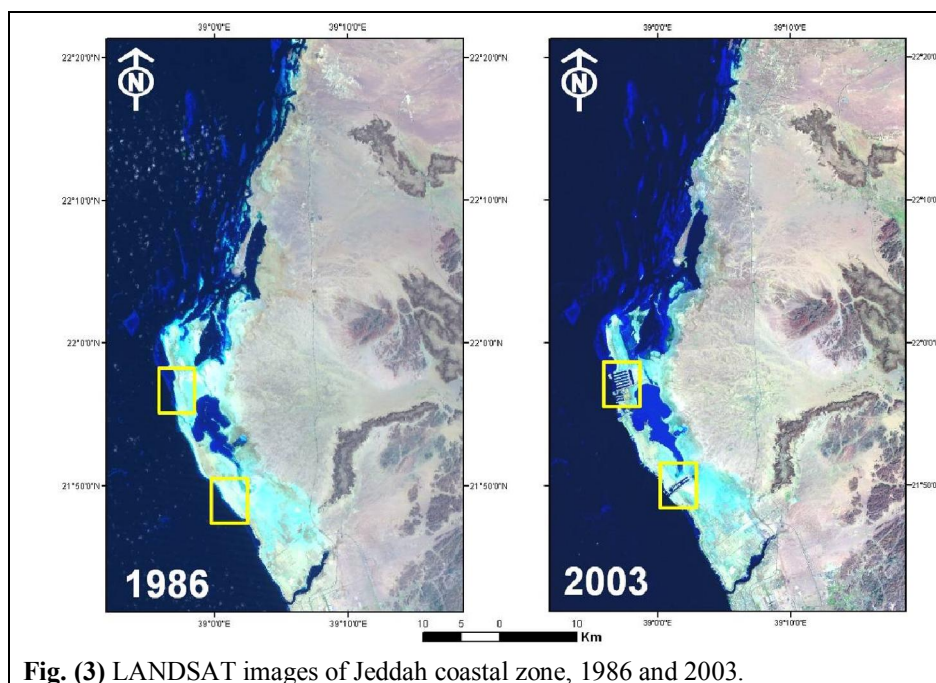 39°0'0"E 39°10'0"E 39°0'0"E 39°10'0"E
22°20'0"N 22°20'0"N
N N
22°10'0"N 22°10'0"N
22°0'0"N 22°0'0"N
21°50'0"N 21°50'0"N
1986 2003
39°0'0"E 39°10'0"E 39°0'0"E 39°10'0"E
10 5 0 10
Km
Fig. (3) LANDSAT images of Jeddah coastal zone, 1986 and 2003.